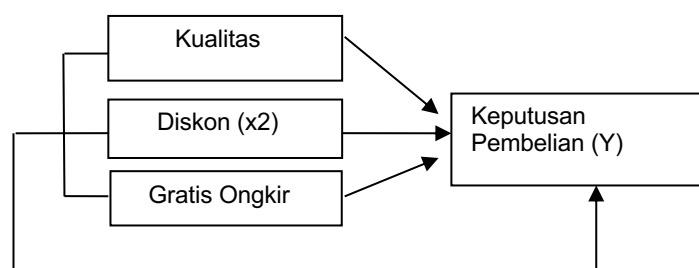 Kualitas
Diskon (x2)
Gratis Ongkir
Keputusan
Pembelian (Y)